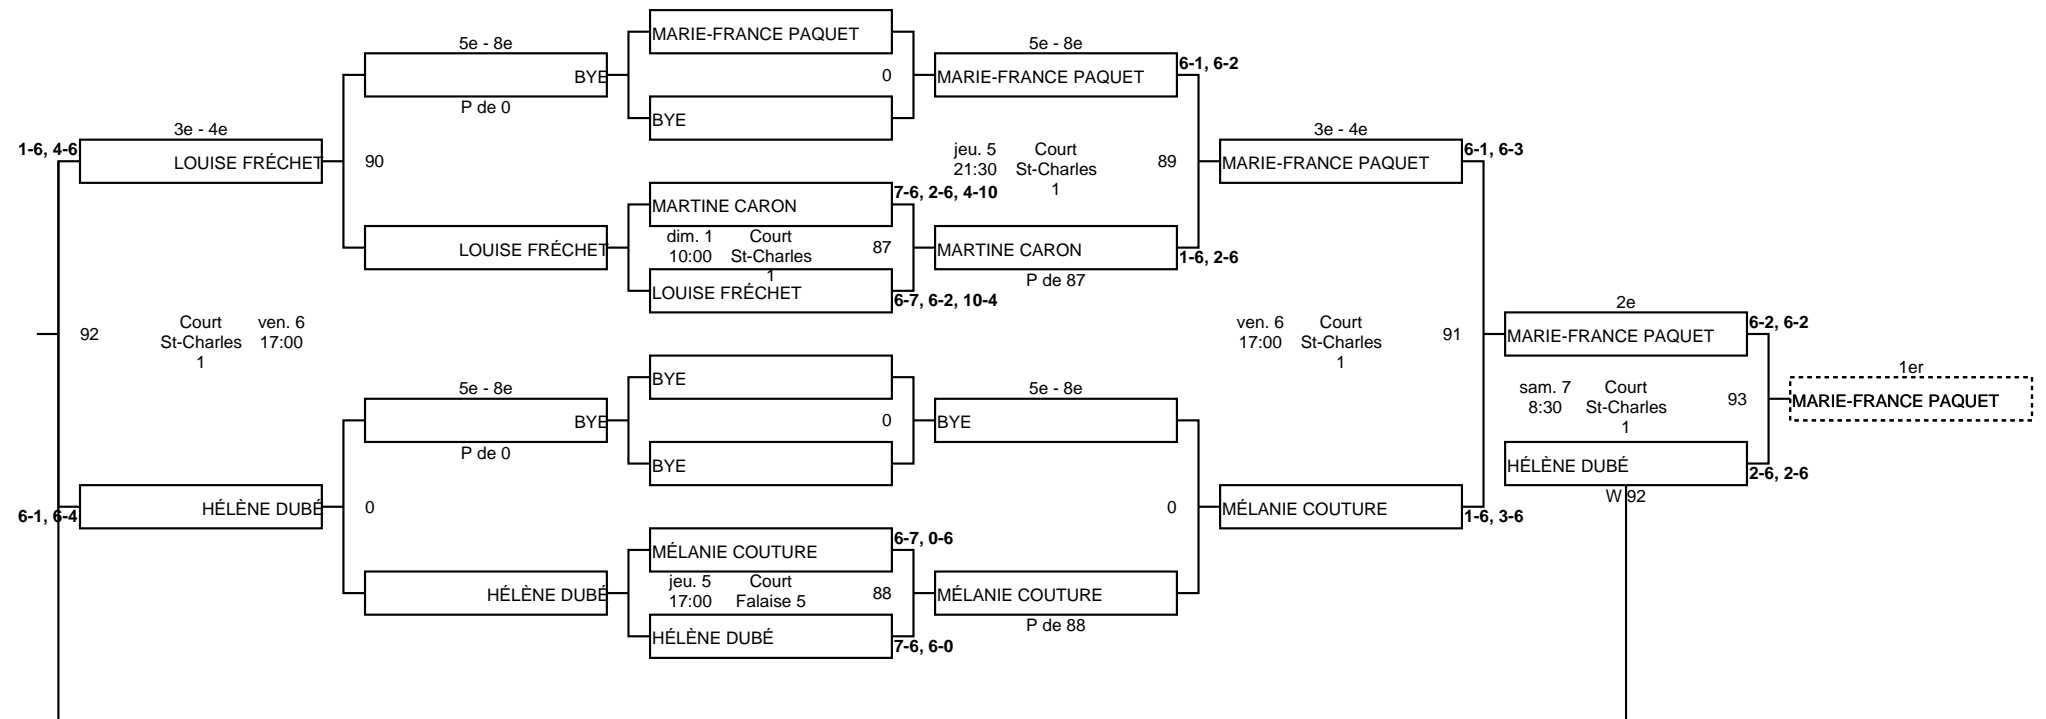 MARIE-FRANCE PAQUET
5e - 8e
5e - 8e
6-1, 6-2
BYE
0
MARIE-FRANCE PAQUET
P de 0
BYE
3e - 4e
3e - 4e
1-6, 4-6
jeu. 5 Court
6-1, 6-3
LOUISE FRÉCHET
90
21:30 St-Charles
89
MARIE-FRANCE PAQUET
1
7-6, 2-6, 4-10
MARTINE CARON
dim. 1 Court
LOUISE FRÉCHET
10:00 St-Charles
87
MARTINE CARON
1-6, 2-6
1
P de 87
LOUISE FRÉCHET
6-7, 6-2, 10-4
2e
Court ven. 6
ven. 6 Court
6-2, 6-2
92
St-Charles 17:00
17:00 St-Charles
91
MARIE-FRANCE PAQUET
1
1
1er
BYE
5e - 8e
5e - 8e
sam. 7 Court
8:30 St-Charles
93
MARIE-FRANCE PAQUET
1
BYE
0
BYE
P de 0
BYE
HÉLÈNE DUBÉ
2-6, 2-6
W 92
HÉLÈNE DUBÉ
0
0
MÉLANIE COUTURE
6-1, 6-4
1-6, 3-6
6-7, 0-6
MÉLANIE COUTURE
jeu. 5 Court
HÉLÈNE DUBÉ
17:00 Falaise 5
88
MÉLANIE COUTURE
P de 88
HÉLÈNE DUBÉ
7-6, 6-0